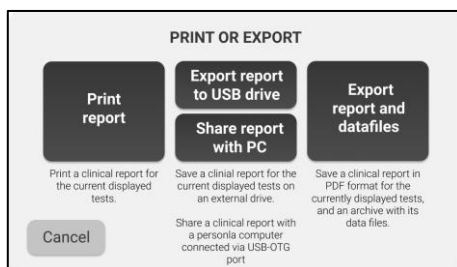 PRINT OR EXPORT
Print
report
Print a clinical report for
the current displayed
tests.
Export report
to USB drive
Share report
with PC
Save a clinial report for the
current displayed tests on
an external drive.
Share a clinical report with
a personla computer
connected via USB-OTG
port
Export
report and
datafiles
Save a clinical report in
PDF format for the
currently displayed tests,
and an archive with its
data files.
Cancel